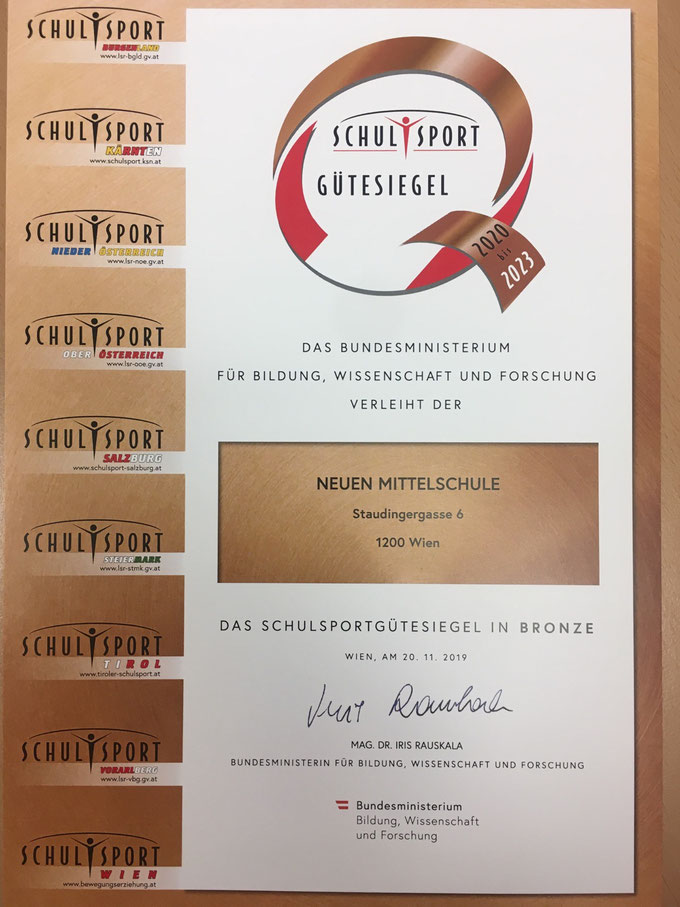 SCHULSPORT
BURGENLAND
www.lsr-bgld.gv.at
SCHULSPORT
KÄRNTEN
www.schulsport.ksn.at
SCHULSPORT
NIEDER ÖSTERREICH
www.lsr-noe.gv.at
SCHULSPORT
OBER ÖSTERREICH
www.lsr-ooe.gv.at
SCHULSPORT
SALZBURG
www.schulsport-salzburg.at
SCHULSPORT
STEIERMARK
www.lsr-stmk.gv.at
SCHULSPORT
TIROL
www.tiroler-schulsport.at
SCHULSPORT
VORARLBERG
www.lsr-vbg.gv.at
SCHULSPORT
WIEN
www.bewegungserziehung.at
SCHULSPORT
GÜTESIEGEL
2020
bis
2023
DAS BUNDESMINISTERIUM
FÜR BILDUNG, WISSENSCHAFT UND FORSCHUNG
VERLEIHT DER
NEUEN MITTELSCHULE
Staudingergasse 6
1200 Wien
DAS SCHULSPORTGÜTESIEGEL IN BRONZE
WIEN, AM 20. 11. 2019
MAG. DR. IRIS RAUSKALA
BUNDESMINISTERIN FÜR BILDUNG, WISSENSCHAFT UND FORSCHUNG
Bundesministerium
Bildung, Wissenschaft
und Forschung